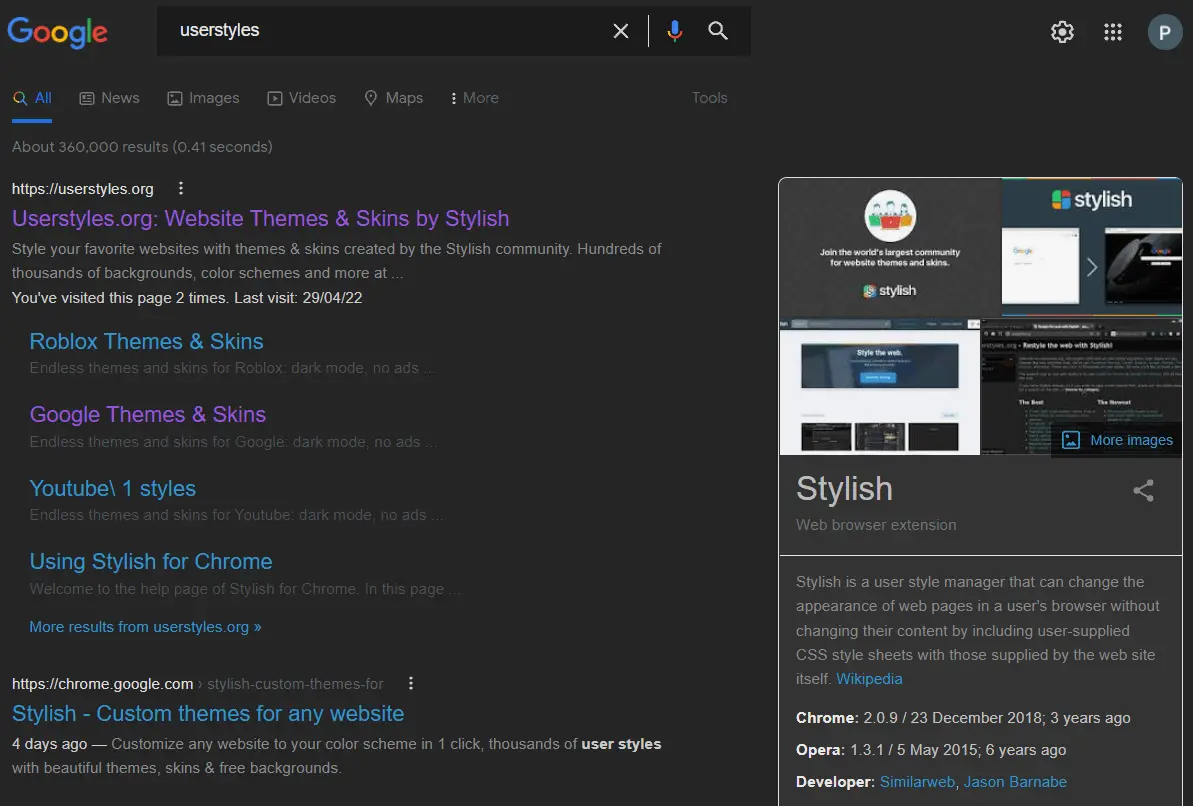 Google
userstyles
P
All
News
Images
Videos
Maps
More
Tools
About 360,000 results (0.41 seconds)
https://userstyles.org
Userstyles.org: Website Themes & Skins by Stylish
Style your favorite websites with themes & skins created by the Stylish community. Hundreds of
thousands of backgrounds, color schemes and more at ...
You've visited this page 2 times. Last visit: 29/04/22
Roblox Themes & Skins
Endless themes and skins for Roblox: dark mode, no ads ...
Google Themes & Skins
Endless themes and skins for Google: dark mode, no ads ...
Youtube\ 1 styles
Endless themes and skins for Youtube: dark mode, no ads ...
Using Stylish for Chrome
Welcome to the help page of Stylish for Chrome. In this page ...
More results from userstyles.org »
https://chrome.google.com › stylish-custom-themes-for
Stylish - Custom themes for any website
4 days ago — Customize any website to your color scheme in 1 click, thousands of user styles
with beautiful themes, skins & free backgrounds.
Join the world's largest community
for website themes and skins.
stylish
stylish
Google
Style the web.
Restyle the web with Stylish!
The Best
The Newest
More images
Stylish
Web browser extension
Stylish is a user style manager that can change the
appearance of web pages in a user's browser without
changing their content by including user-supplied
CSS style sheets with those supplied by the web site
itself. Wikipedia
Chrome: 2.0.9 / 23 December 2018; 3 years ago
Opera: 1.3.1 / 5 May 2015; 6 years ago
Developer: Similarweb, Jason Barnabe